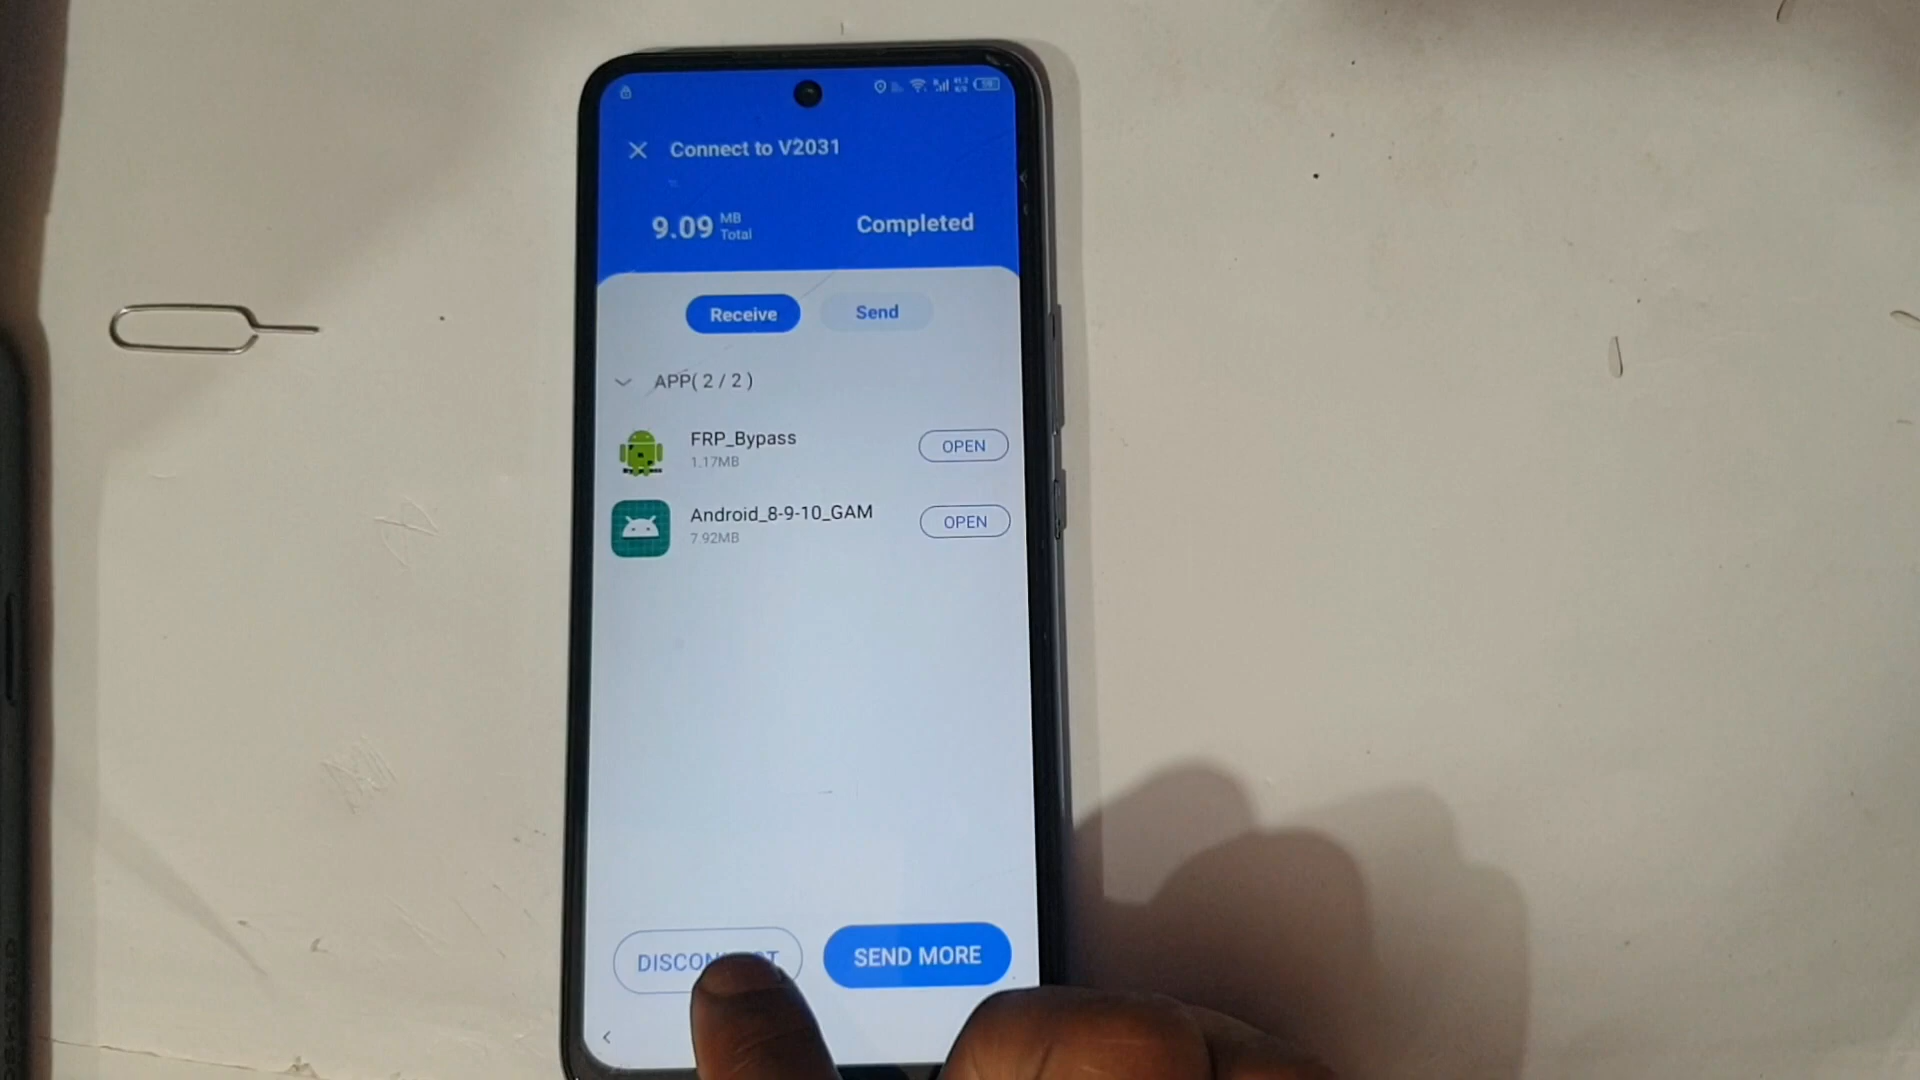 Connect to V2031
9.09 MB
Total
Completed
Receive
Send
APP( 2 / 2 )
FRP_Bypass
1.17MB
OPEN
Android_8-9-10_GAM
7.92MB
OPEN
SEND MORE